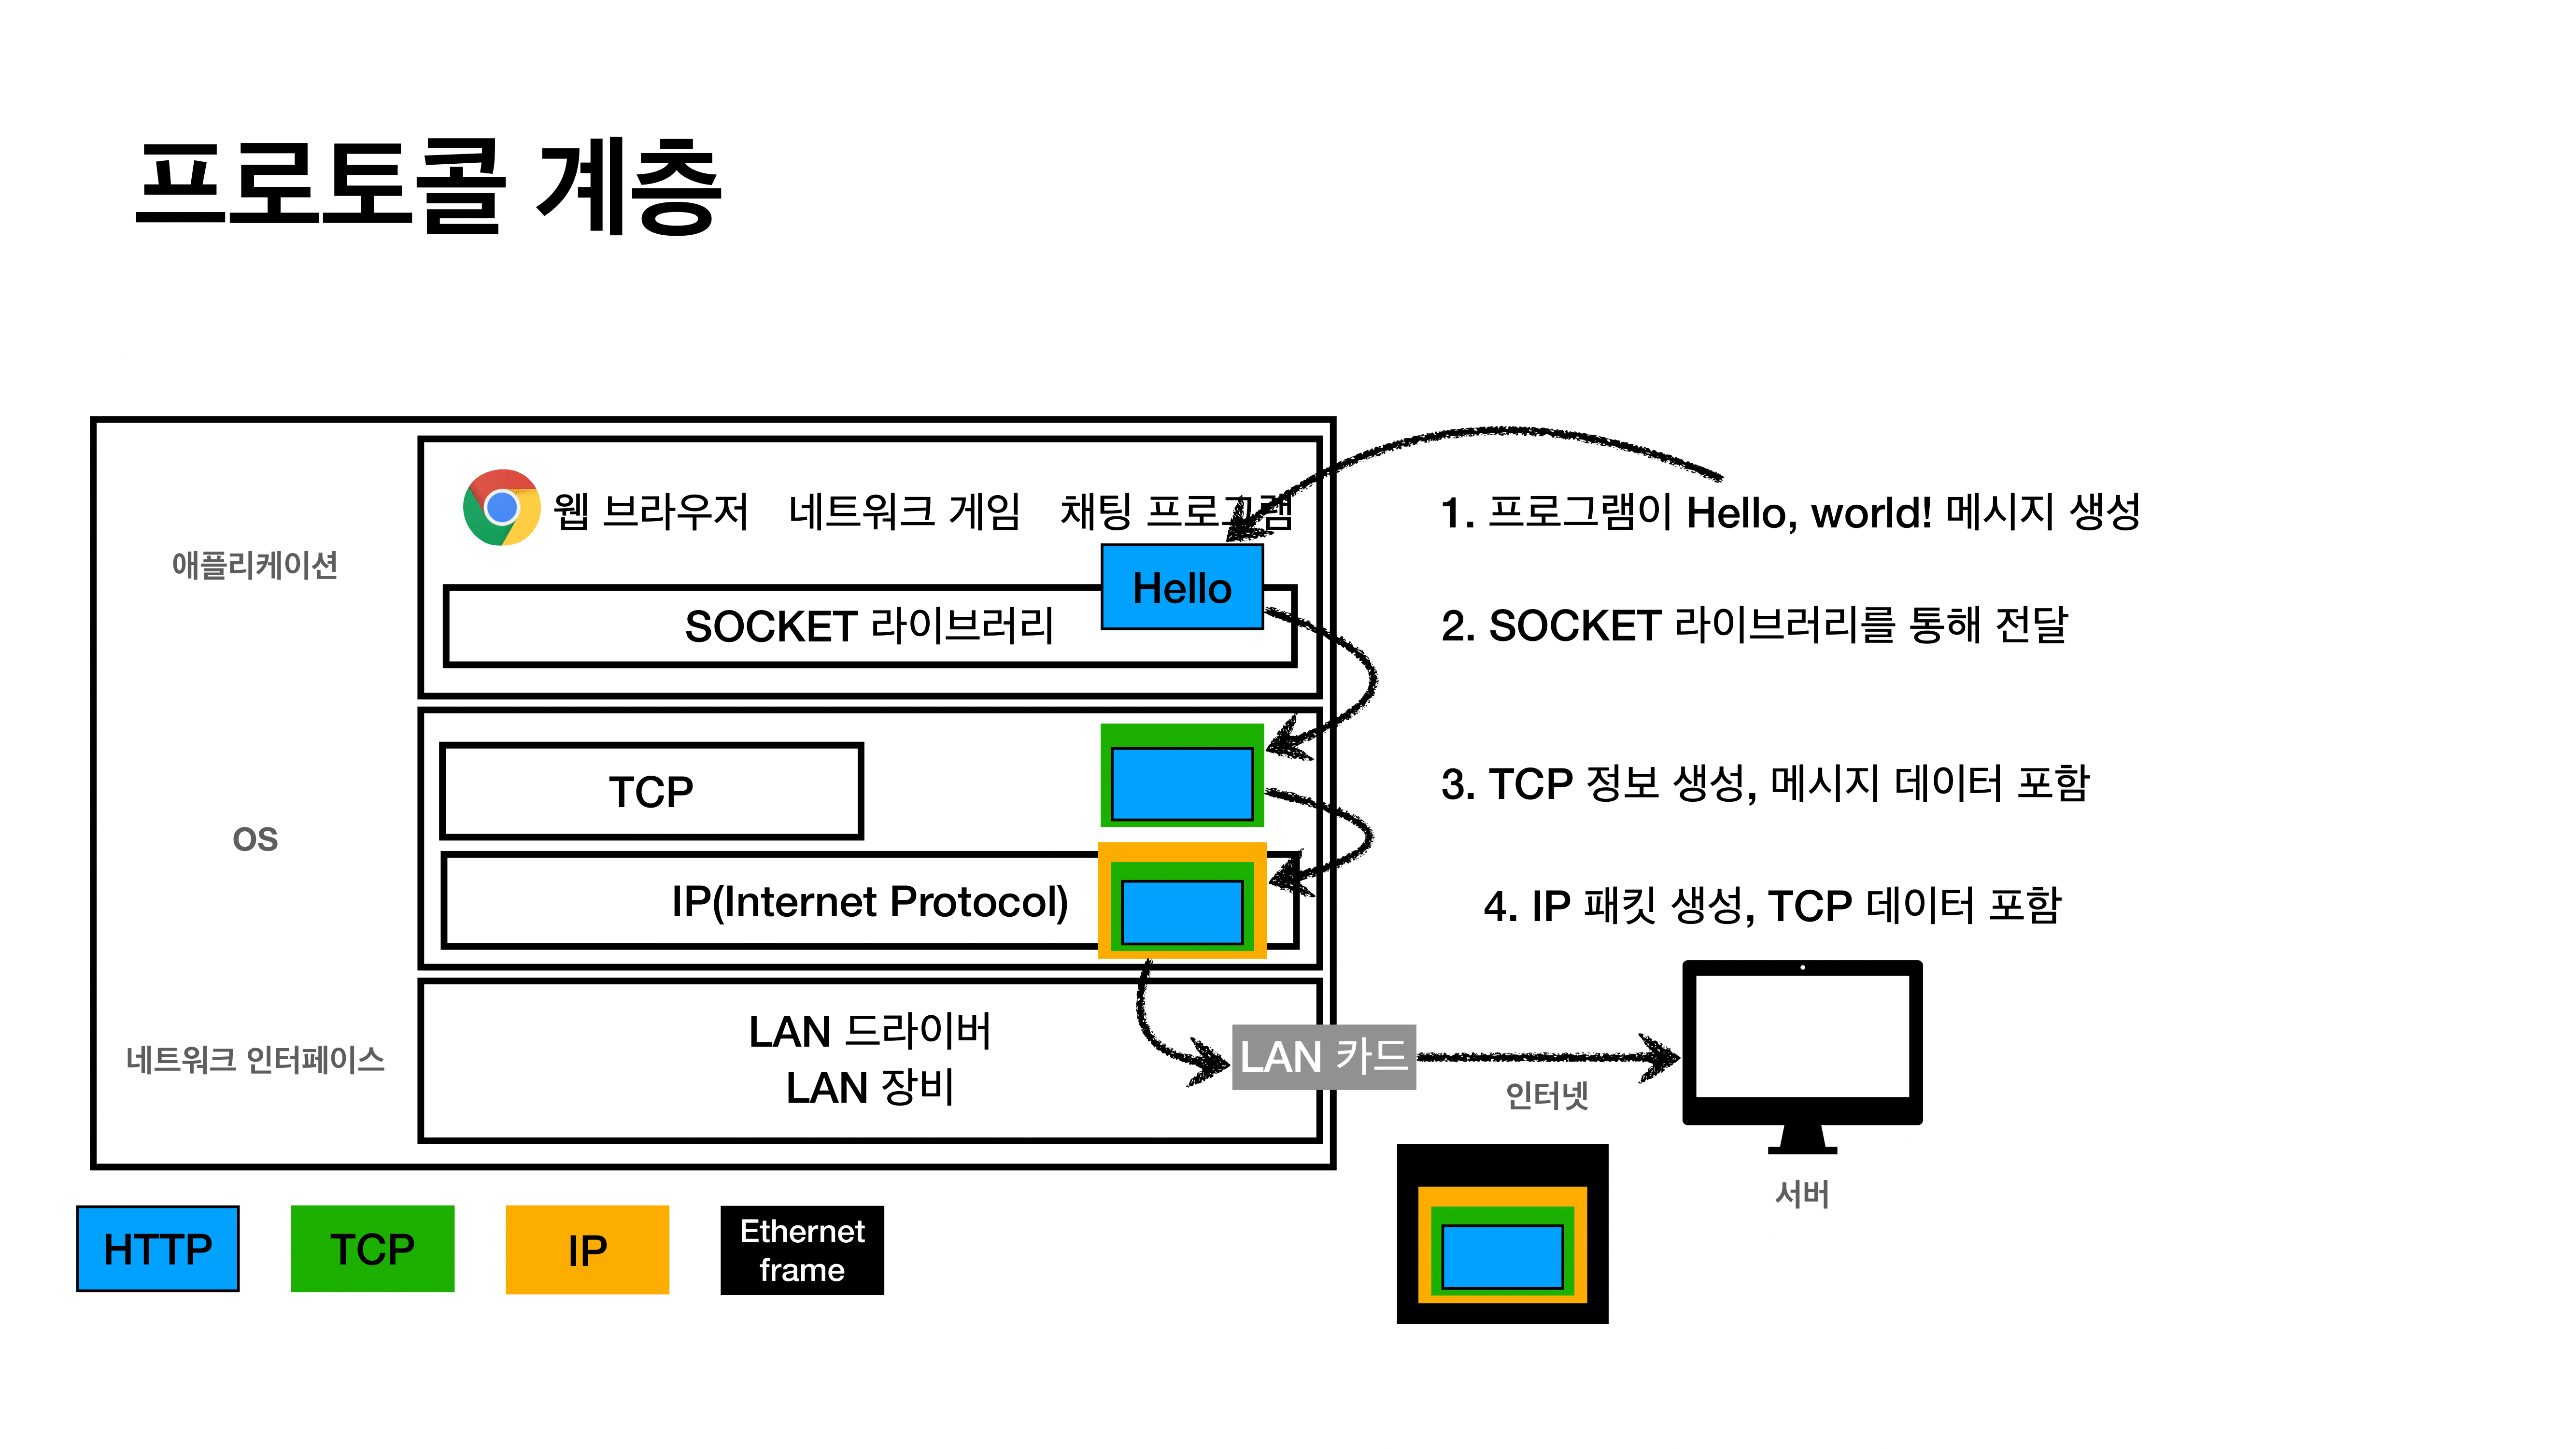 프로토콜 계층
웹 브라우저 네트워크 게임 채팅 프로그램
애플리케이션
Hello
SOCKET 라이브러리
1. 프로그램이 Hello, world! 메시지 생성
2. SOCKET 라이브러리를 통해 전달
TCP
3. TCP 정보 생성, 메시지 데이터 포함
OS
IP(Internet Protocol)
4. IP 패킷 생성, TCP 데이터 포함
네트워크 인터페이스
LAN 드라이버
LAN 장비
LAN 카드
인터넷
서버
HTTP
TCP
IP
Ethernet
frame